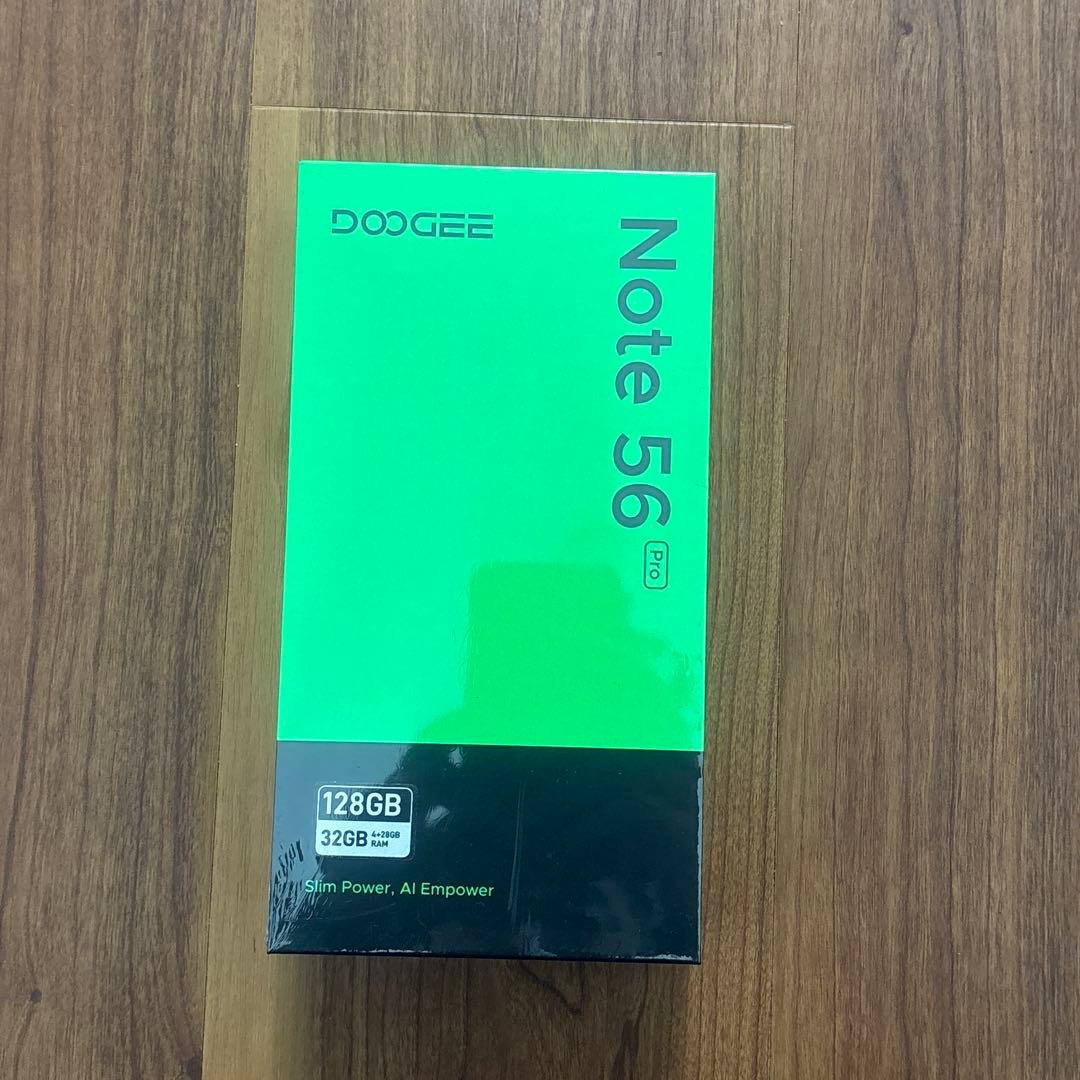 DOOGEE
Note 56 Pro
128GB
32GB 4+28GB RAM
Slim Power, AI Empower